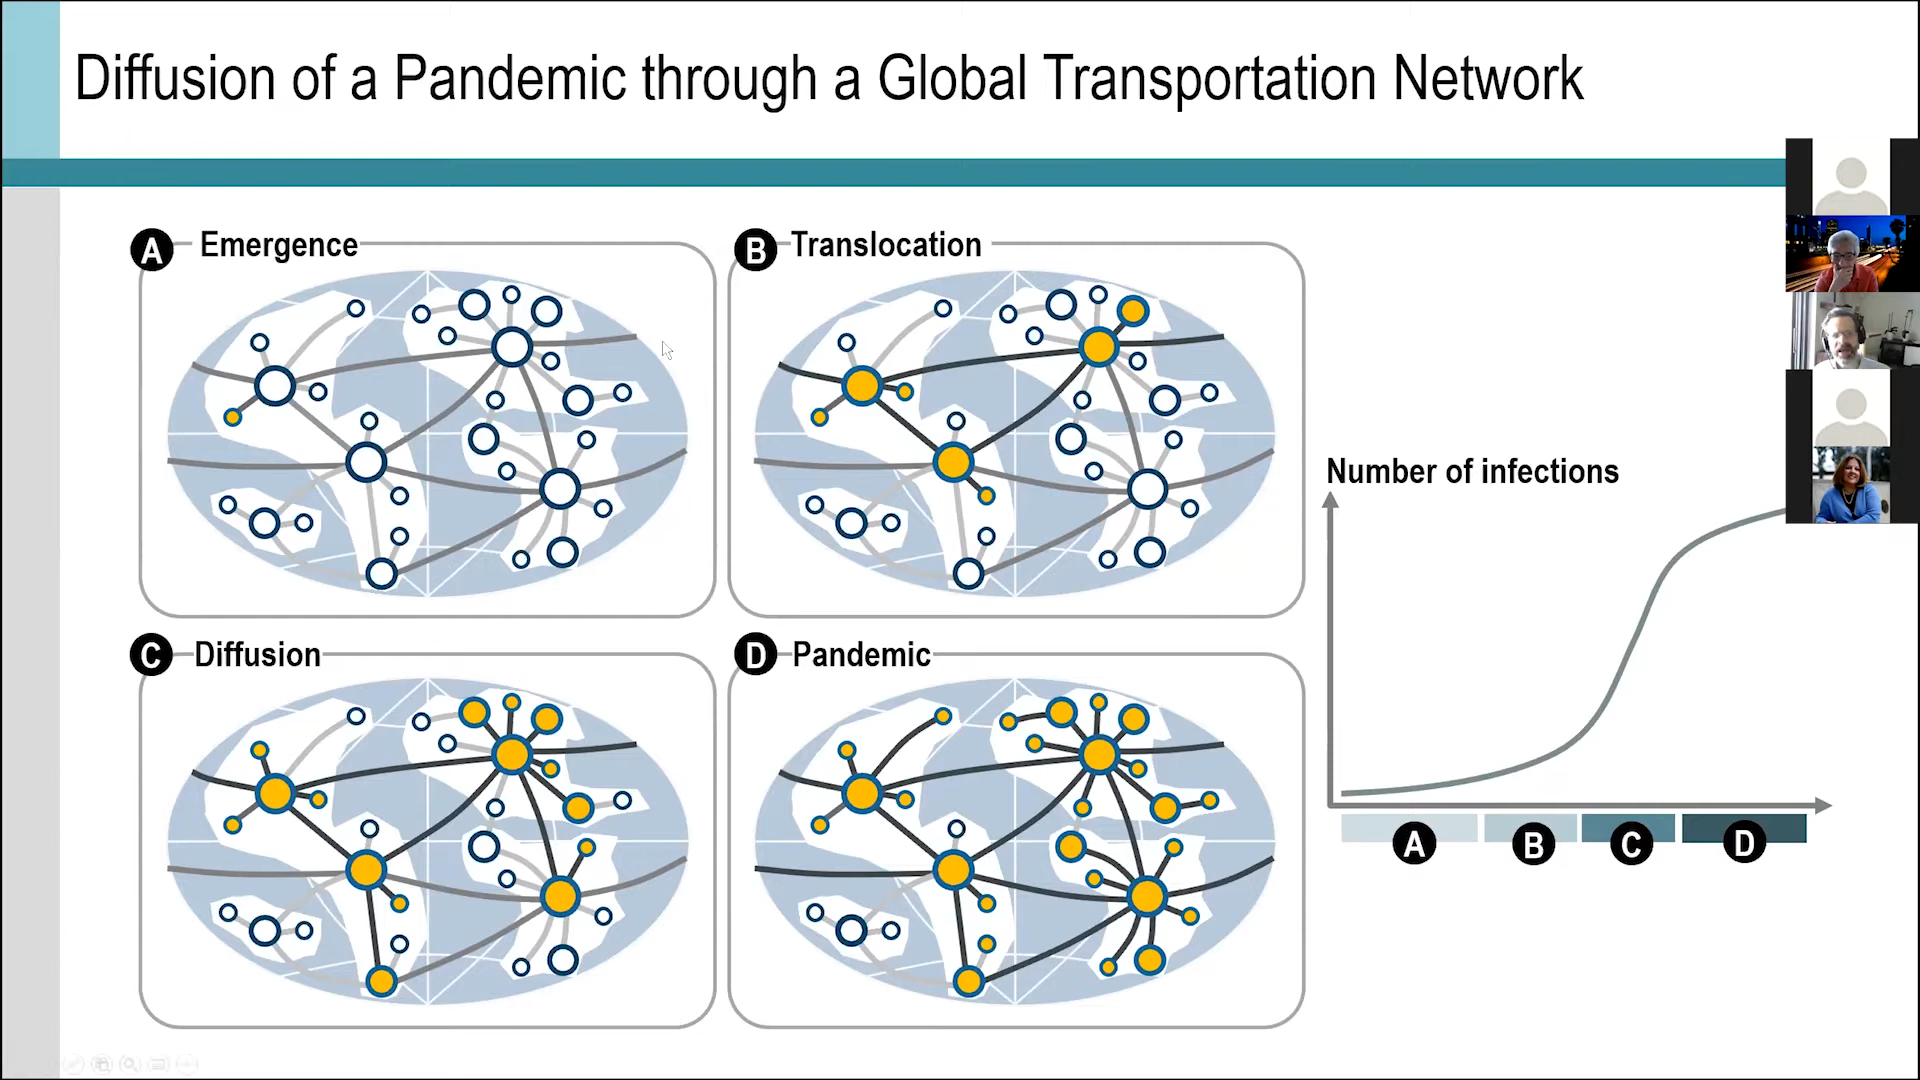 Diffusion of a Pandemic through a Global Transportation Network
A Emergence
B Translocation
C Diffusion
D Pandemic
Number of infections
A B C D